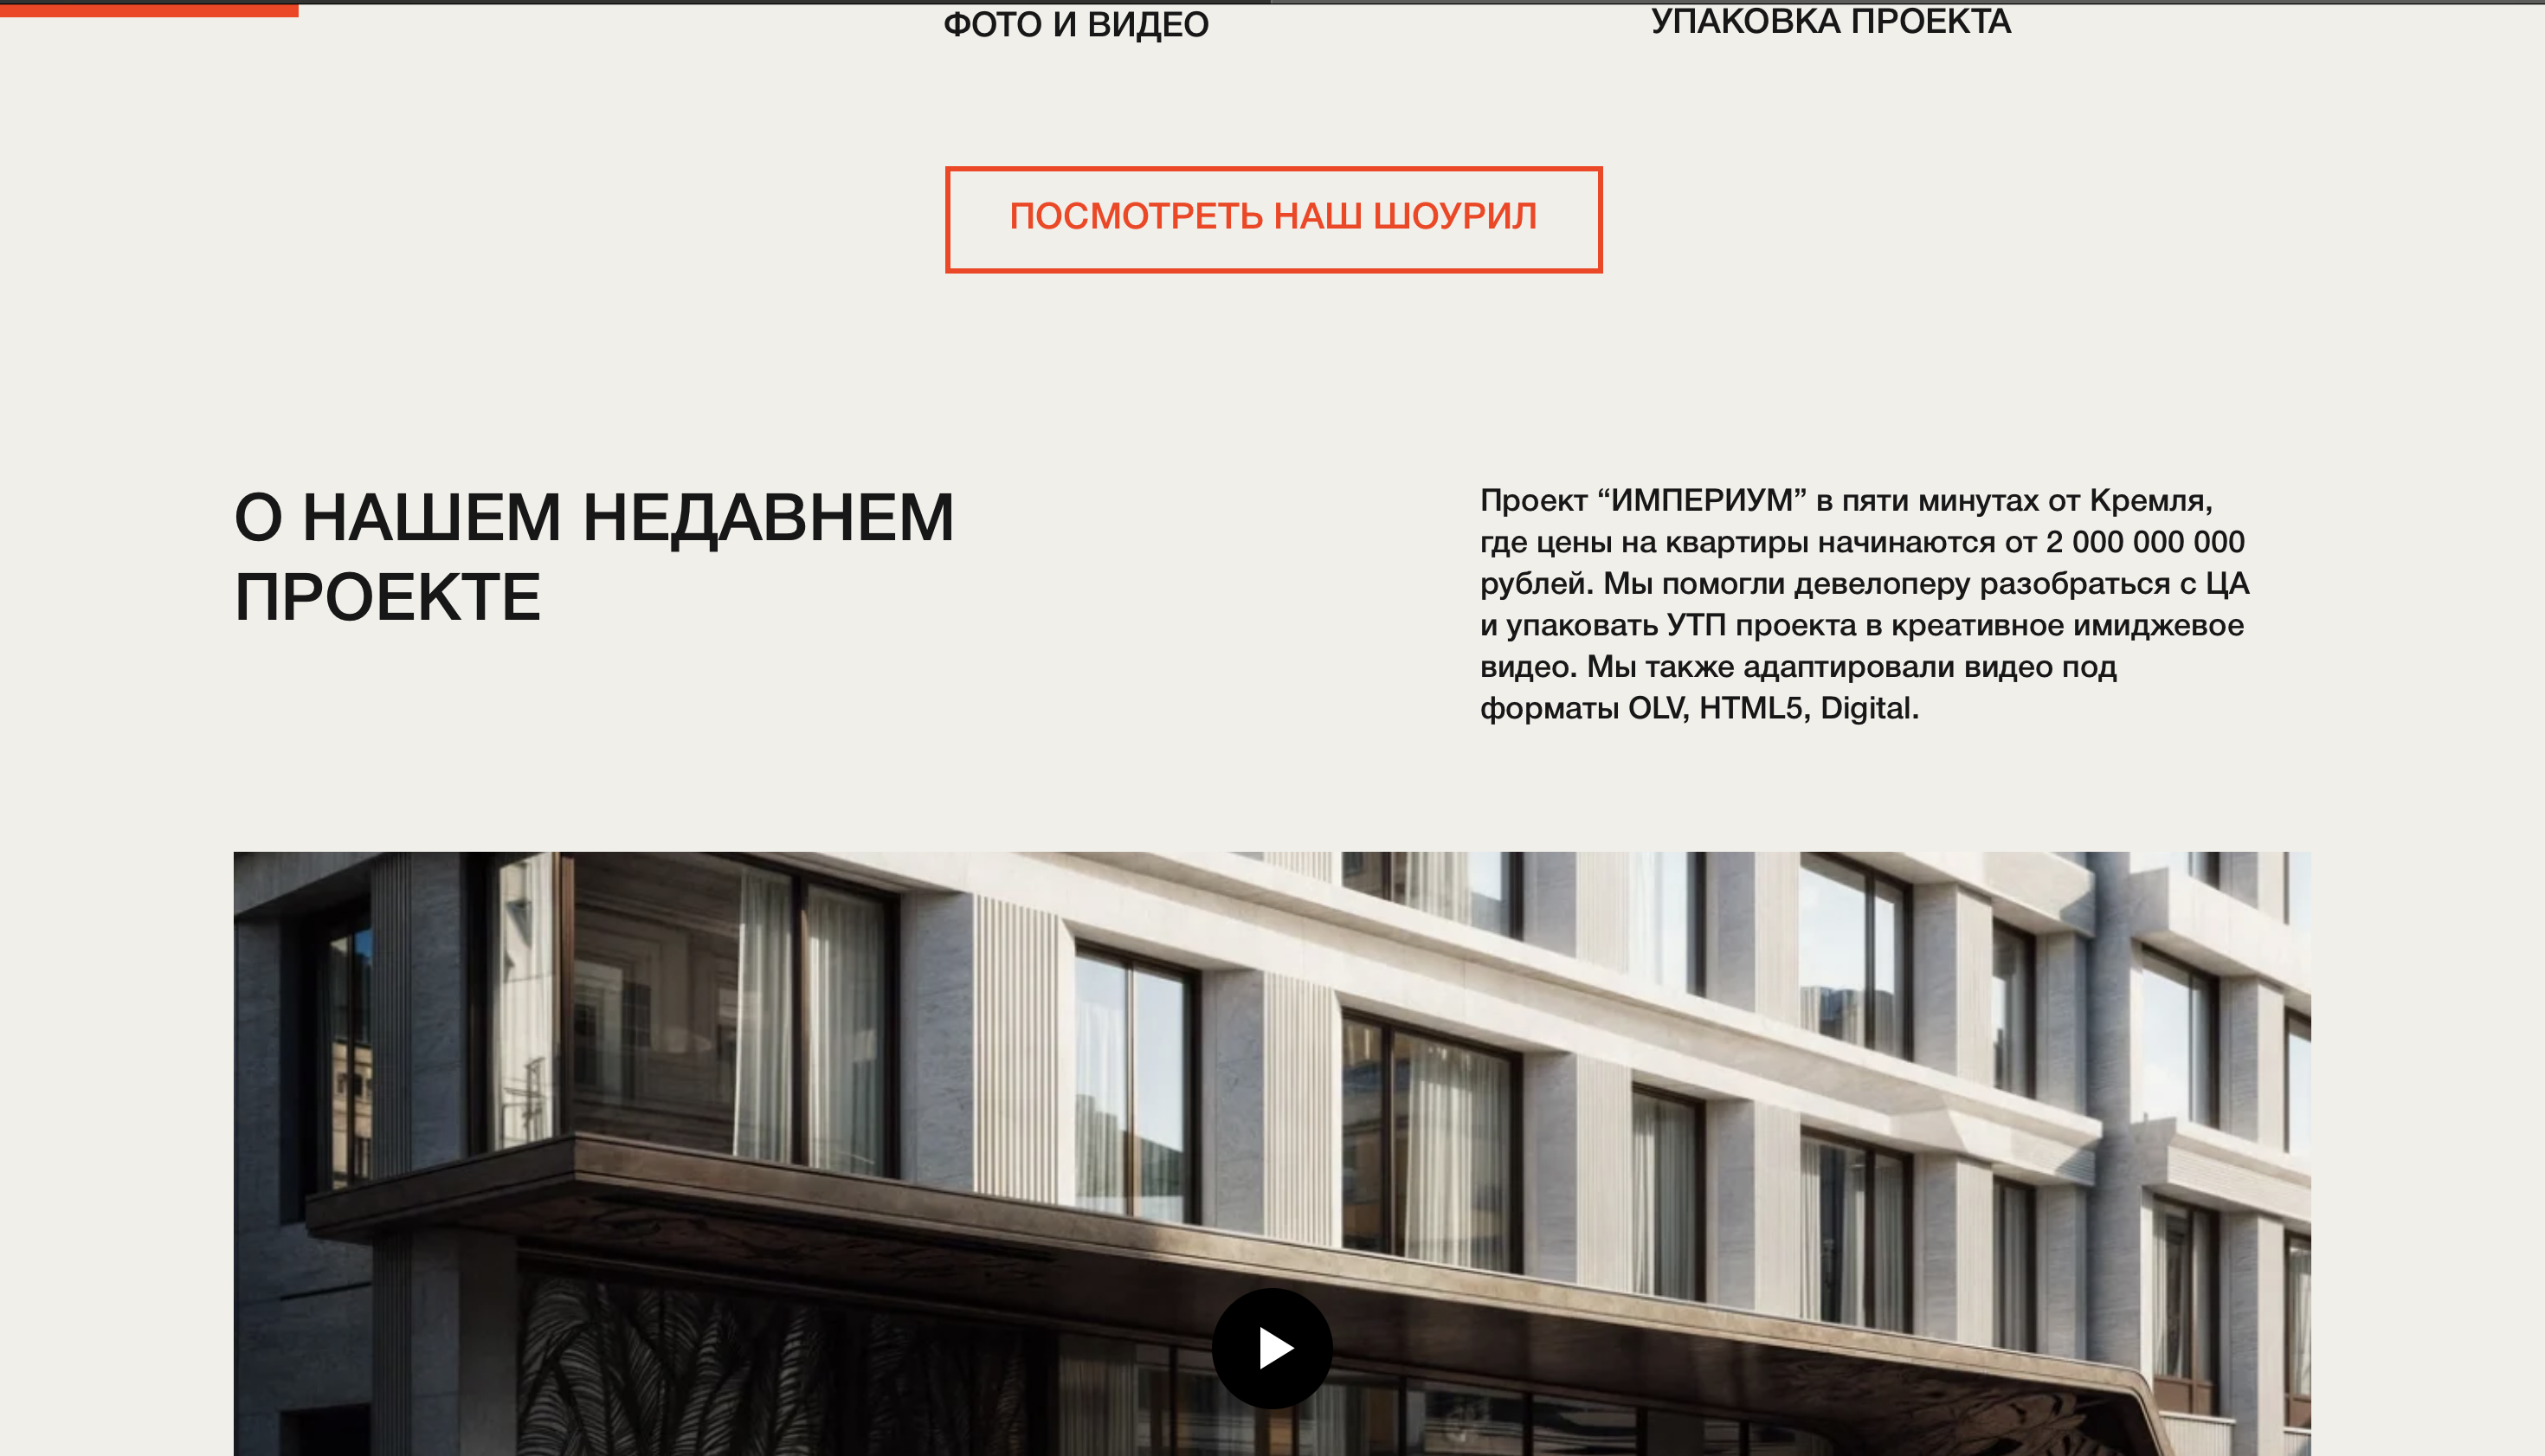 ФОТО И ВИДЕО
УПАКОВКА ПРОЕКТА
ПОСМОТРЕТЬ НАШ ШОУРИЛ
О НАШЕМ НЕДАВНЕМ
ПРОЕКТЕ
Проект “ИМПЕРИУМ” в пяти минутах от Кремля,
где цены на квартиры начинаются от 2 000 000 000
рублей. Мы помогли девелоперу разобраться с ЦА
и упаковать УТП проекта в креативное имиджевое
видео. Мы также адаптировали видео под
форматы OLV, HTML5, Digital.